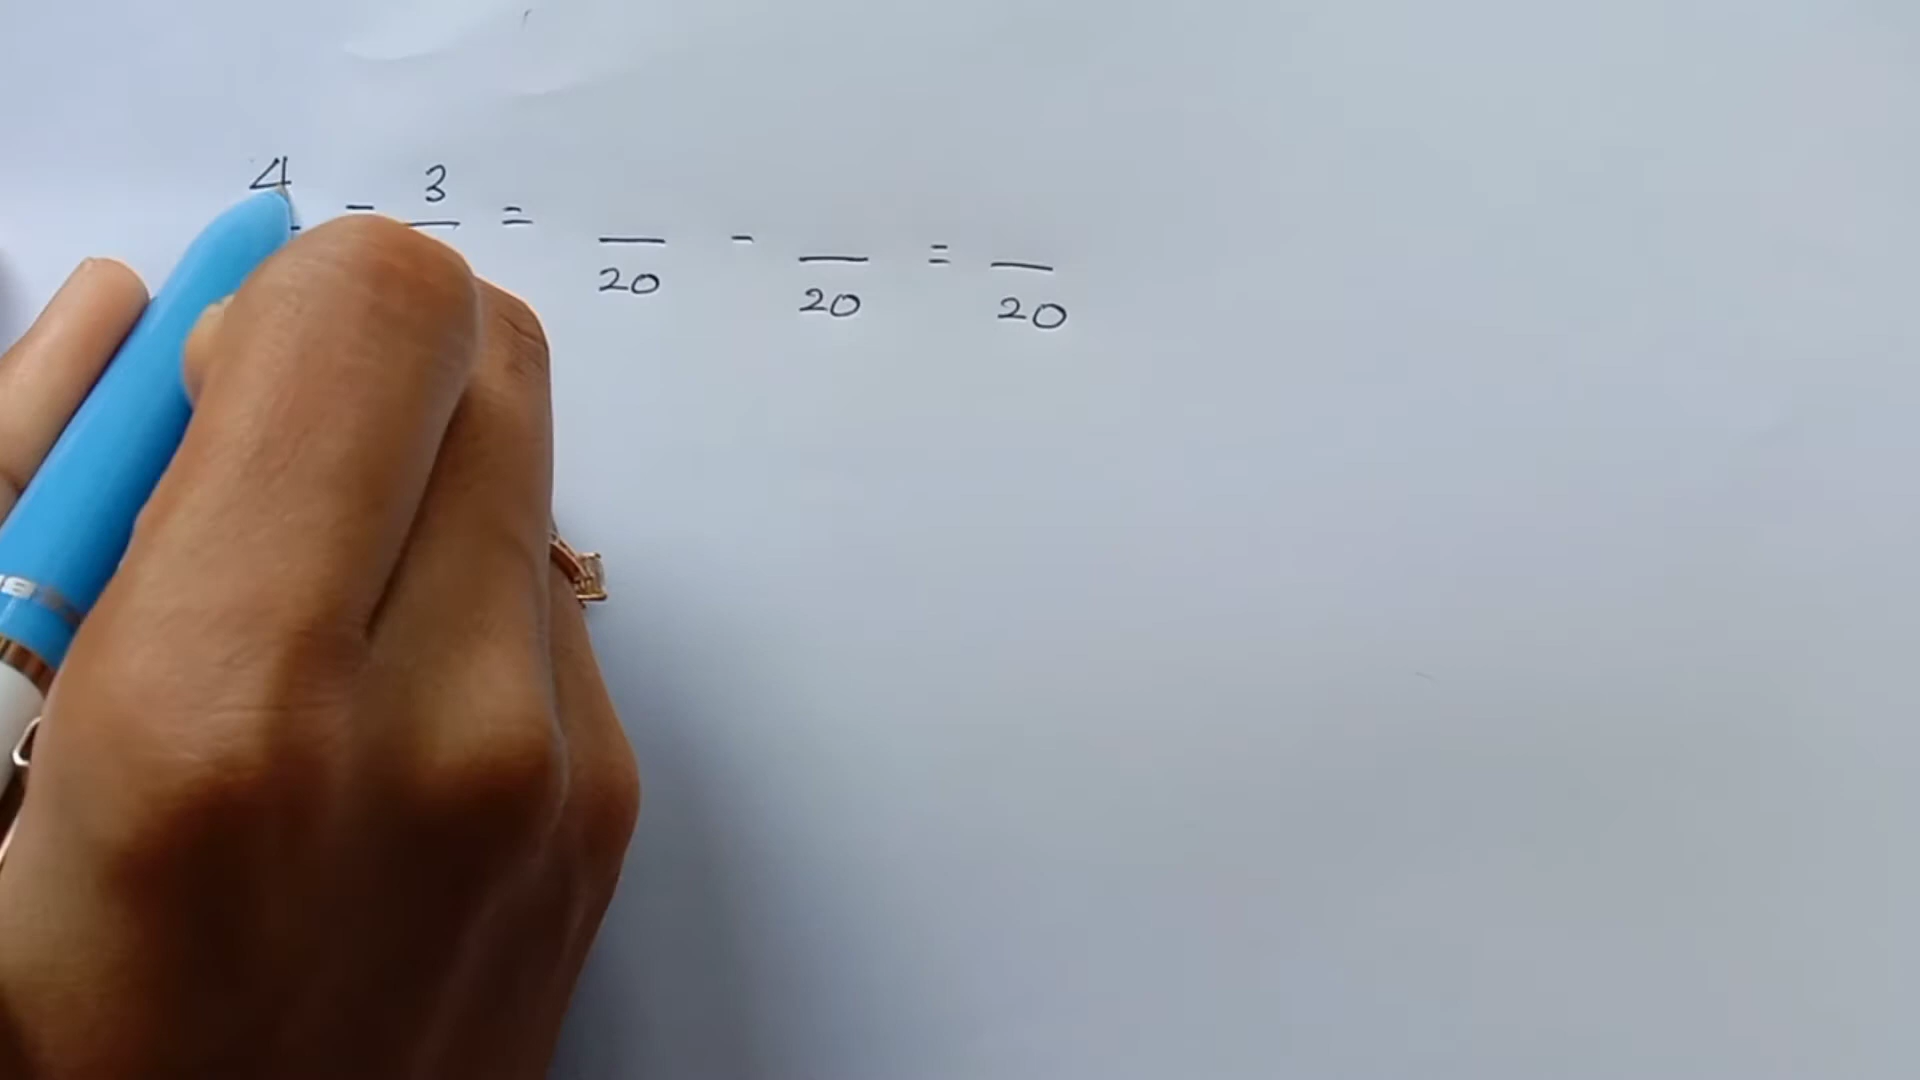 4 - 3 = — - — = —
20 20 20